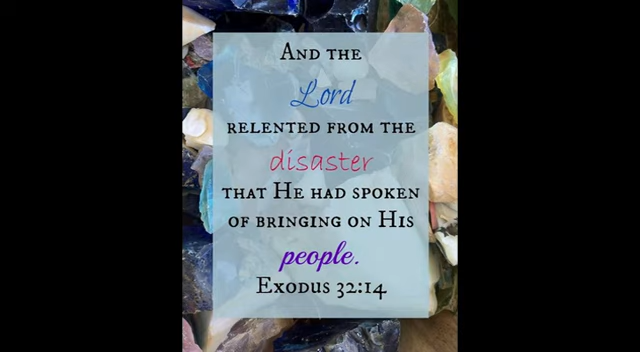 And the
Lord
relented from the
disaster
that He had spoken
of bringing on His
people.
Exodus 32:14